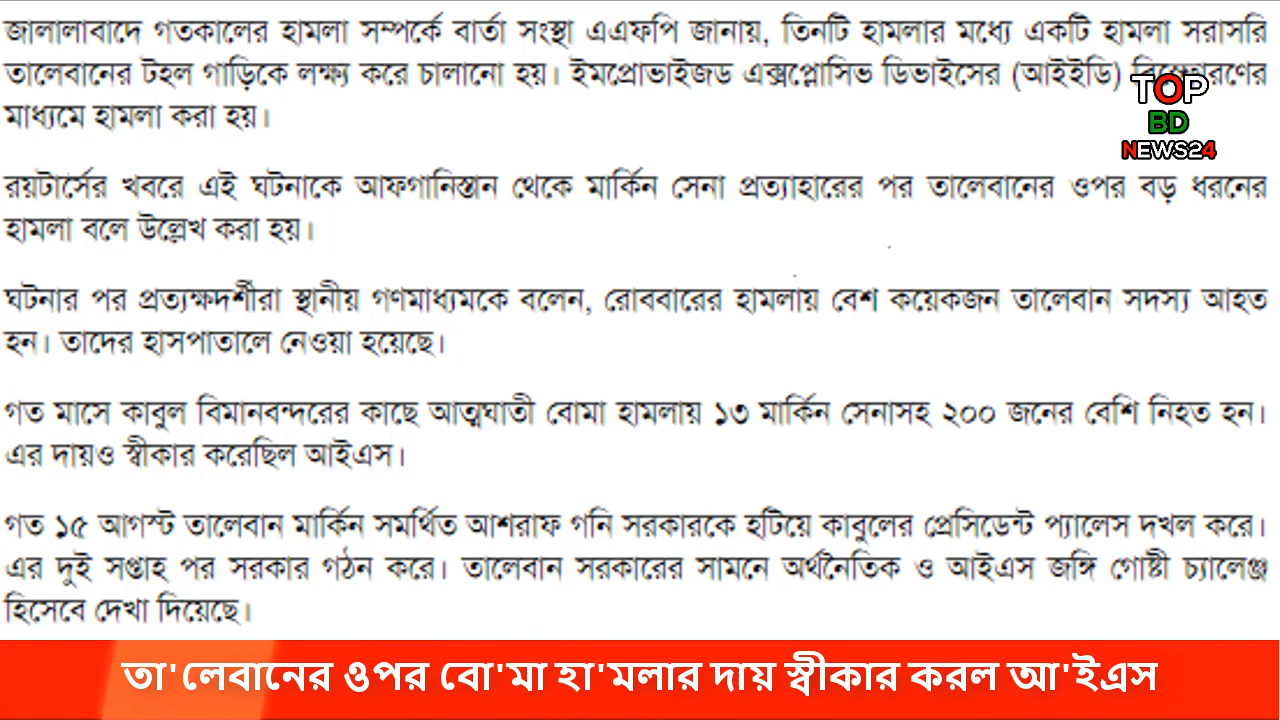 জালালাবাদে গতকালের হামলা সম্পর্কে বার্তা সংস্থা এএফপি জানায়, তিনটি হামলার মধ্যে একটি হামলা সরাসরি
তালেবানের টহল গাড়িকে লক্ষ্য করে চালানো হয়। ইমপ্রোভাইজড এক্সপ্লোসিভ ডিভাইসের (আইইডি)
মাধ্যমে হামলা করা হয়।
TOP
BD
NEWS24
রয়টার্সের খবরে এই ঘটনাকে আফগানিস্তান থেকে মার্কিন সেনা প্রত্যাহারের পর তালেবানের ওপর বড় ধরনের
হামলা বলে উল্লেখ করা হয়।
ঘটনার পর প্রত্যক্ষদর্শীরা স্থানীয় গণমাধ্যমকে বলেন, রোববারের হামলায় বেশ কয়েকজন তালেবান সদস্য আহত
হন। তাদের হাসপাতালে নেওয়া হয়েছে।
গত মাসে কাবুল বিমানবন্দরের কাছে আত্মঘাতী বোমা হামলায় ১৩ মার্কিন সেনাসহ ২০০ জনের বেশি নিহত হন।
এর দায়ও স্বীকার করেছিল আইএস।
গত ১৫ আগস্ট তালেবান মার্কিন সমর্থিত আশরাফ গনি সরকারকে হটিয়ে কাবুলের প্রেসিডেন্ট প্যালেস দখল করে।
এর দুই সপ্তাহ পর সরকার গঠন করে। তালেবান সরকারের সামনে অর্থনৈতিক ও আইএস জঙ্গি গোষ্টী চ্যালেঞ্জ
হিসেবে দেখা দিয়েছে।
তা'লেবানের ওপর বো'মা হা'মলার দায় স্বীকার করল আ'ইএস